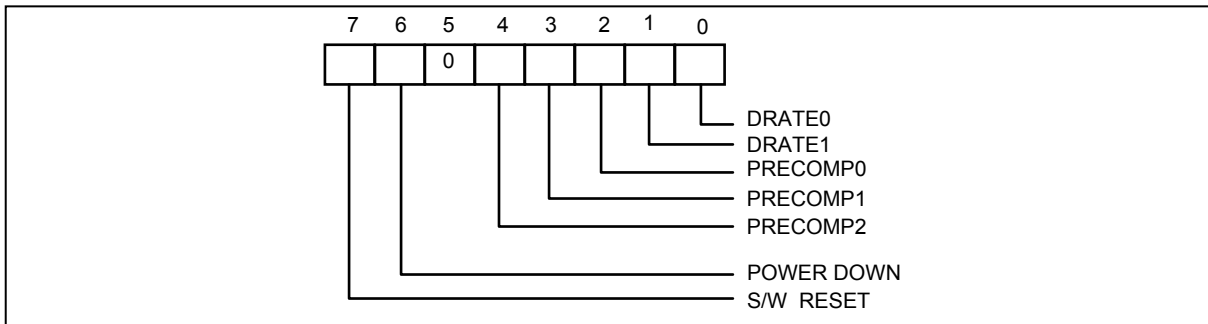 7 6 5 4 3 2 1 0
0
DRATE0
DRATE1
PRECOMP0
PRECOMP1
PRECOMP2
POWER DOWN
S/W RESET